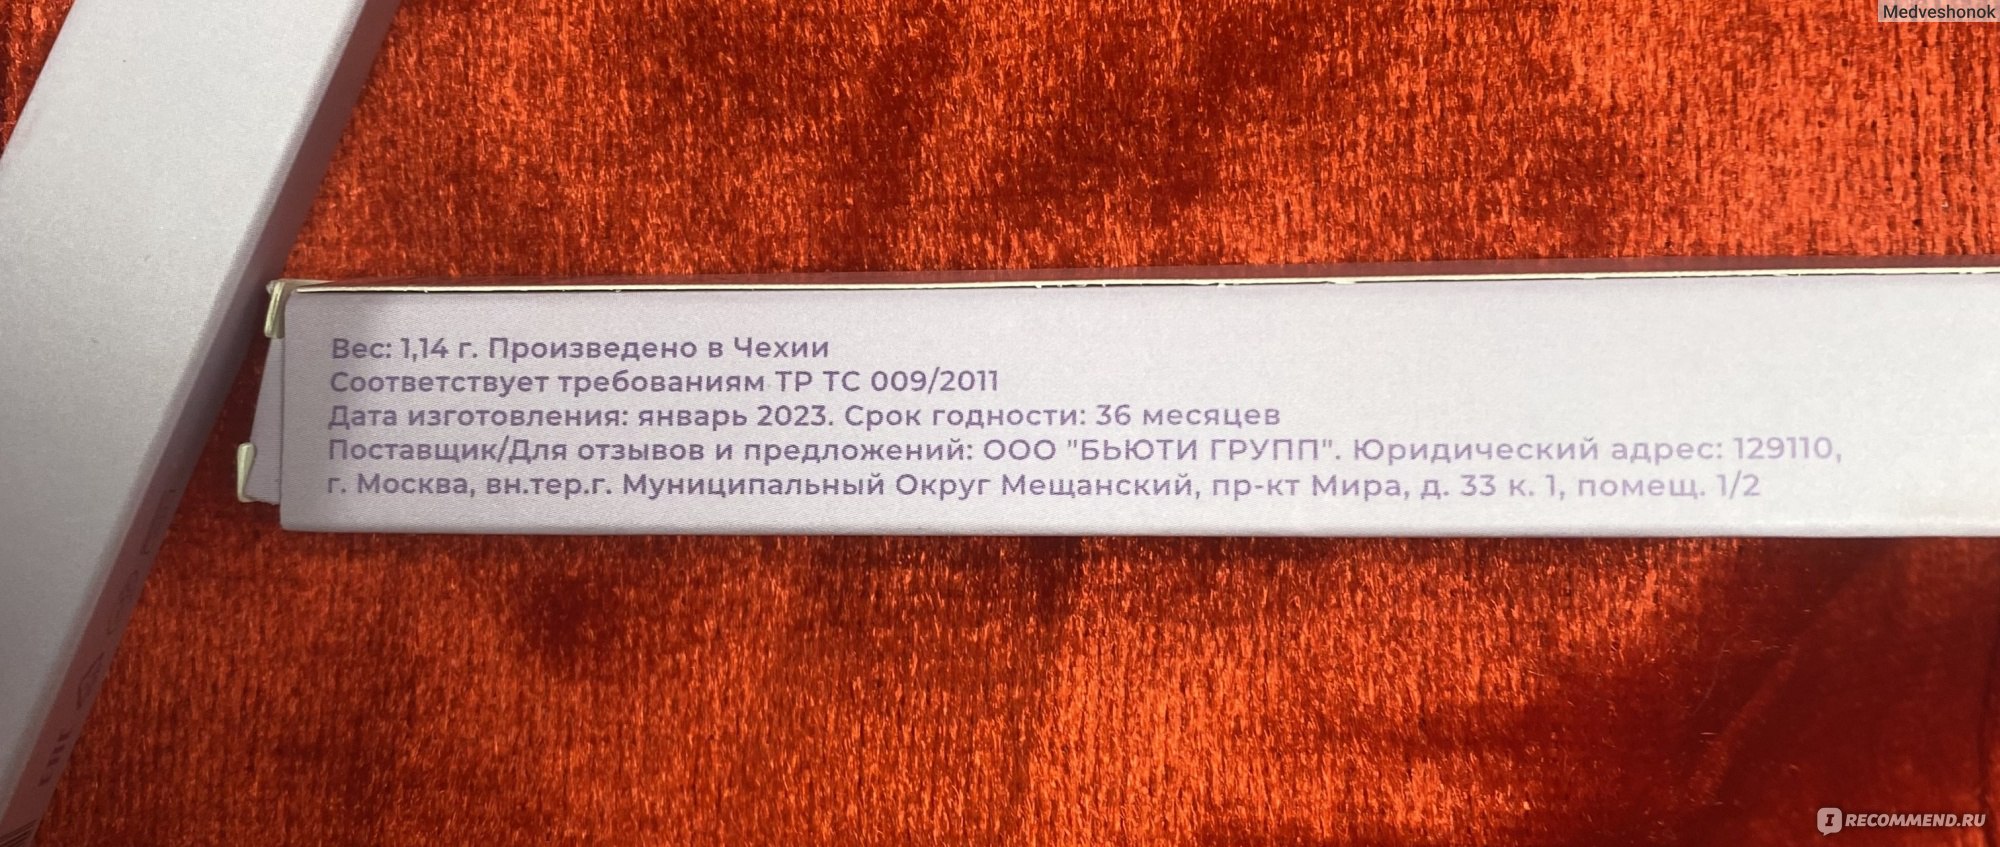 Medveshonok
Вес: 1,14 г. Произведено в Чехии
Соответствует требованиям ТР ТС 009/2011
Дата изготовления: январь 2023. Срок годности: 36 месяцев
Поставщик/Для отзывов и предложений: ООО "БЬЮТИ ГРУПП". Юридический адрес: 129110,
г. Москва, вн.тер.г. Муниципальный Округ Мещанский, пр-кт Мира, д. 33 к. 1, помещ. 1/2
IRECOMMEND.RU